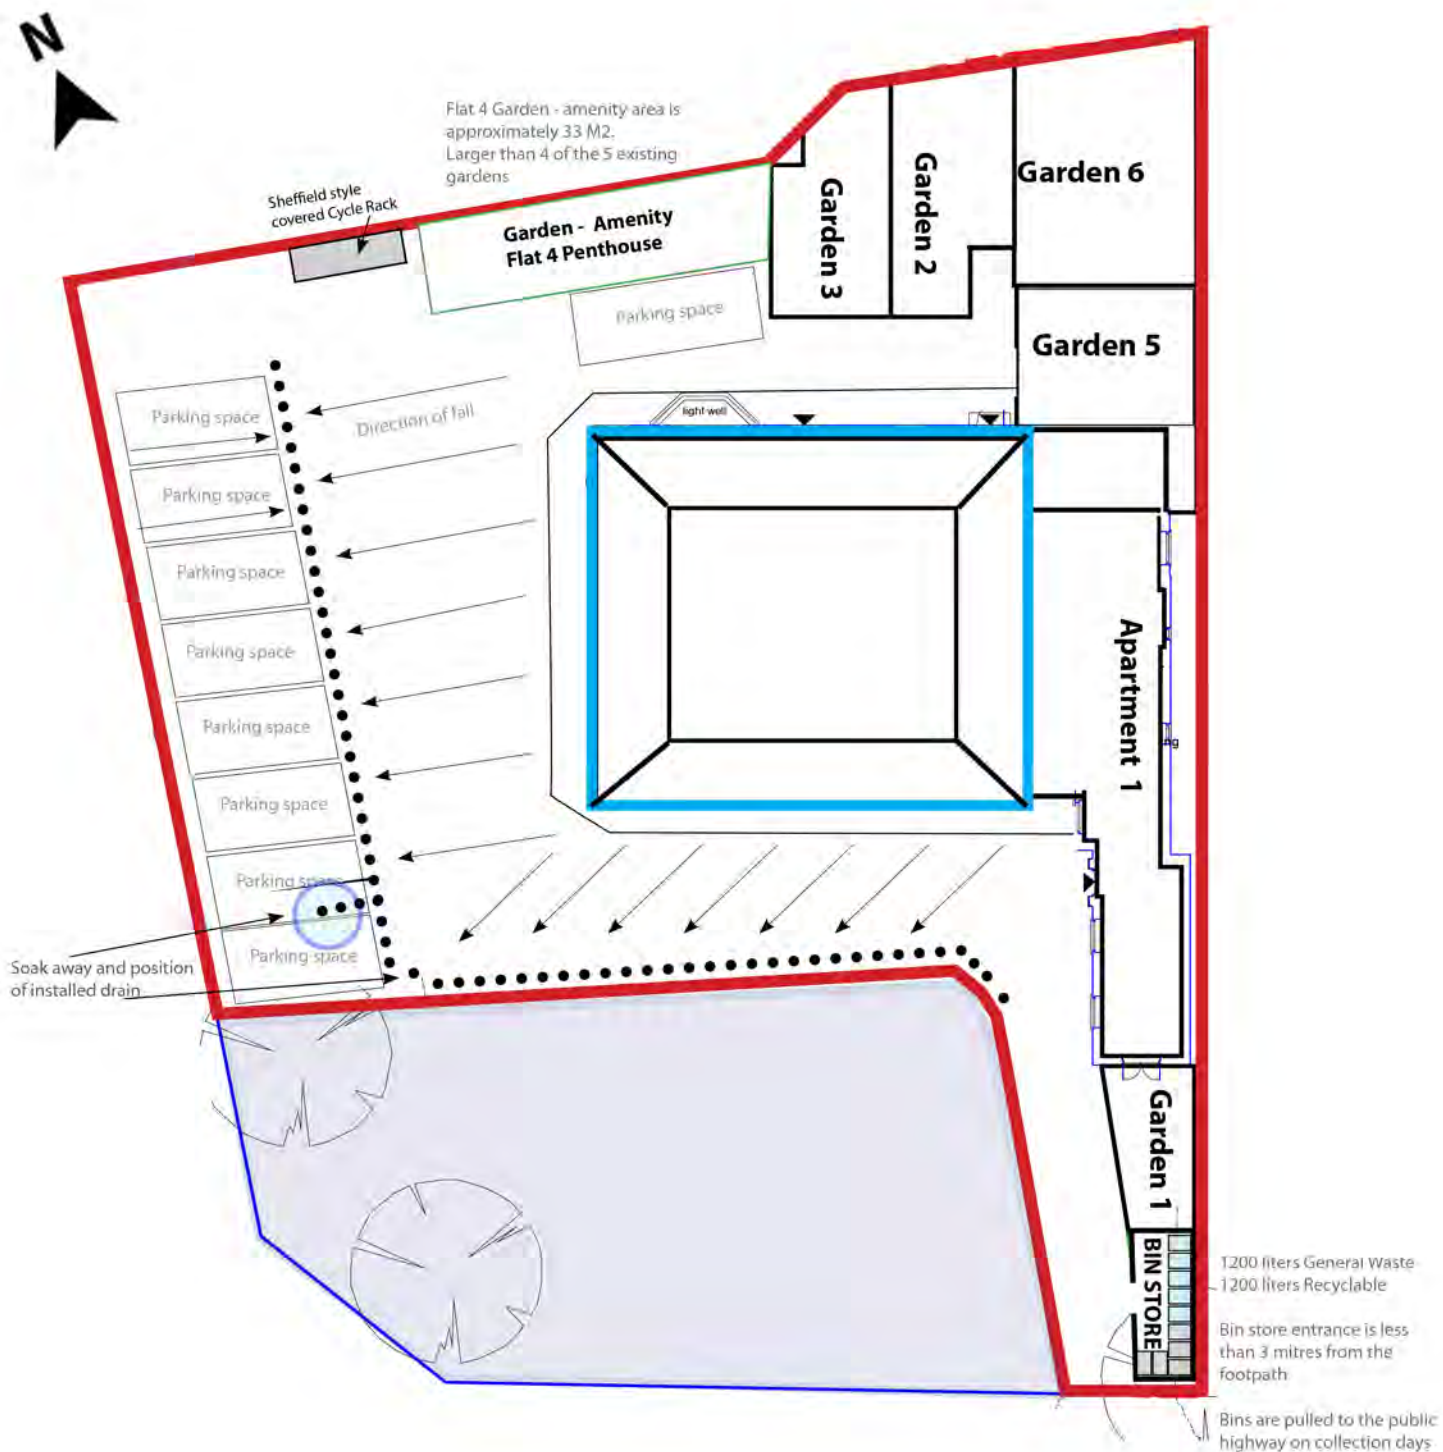 N
Flat 4 Garden - amenity area is
approximately 33 M2.
Larger than 4 of the 5 existing
gardens
Sheffield style
covered Cycle Rack
Garden - Amenity
Flat 4 Penthouse
Garden 3
Garden 2
Garden 6
Garden 5
Parking space
light well
Parking space
Direction of fall
Parking space
Parking space
Parking space
Parking space
Parking space
Parking space
Parking space
Apartment 1
ng
Soak away and position
of installed drain
Garden 1
BIN STORE
1200 liters General Waste
1200 liters Recyclable
Bin store entrance is less
than 3 mitres from the
footpath
Bins are pulled to the public
highway on collection days